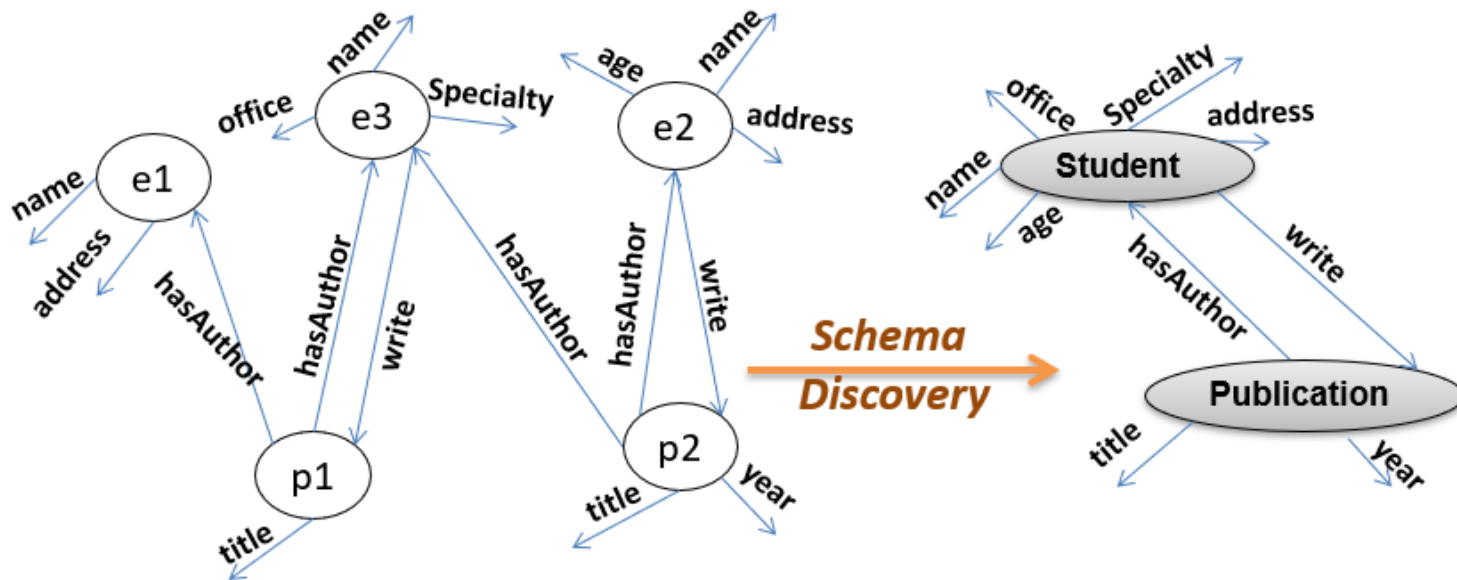 name
office
Specialty
e3
age
name
address
e2
name
address
e1
hasAuthor
hasAuthor
write
hasAuthor
hasAuthor
write
p1
title
p2
title
year
Schema
Discovery
office
Specialty
address
name
Student
age
hasAuthor
write
Publication
title
year